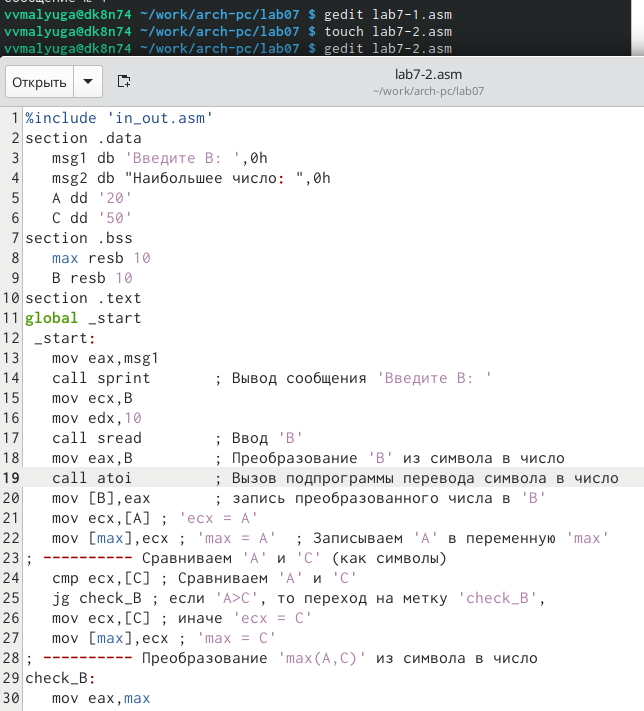 vvmalyuga@dk8n74 ~/work/arch-pc/lab07 $ gedit lab7-1.asm
vvmalyuga@dk8n74 ~/work/arch-pc/lab07 $ touch lab7-2.asm
vvmalyuga@dk8n74 ~/work/arch-pc/lab07 $ gedit lab7-2.asm
Открыть
lab7-2.asm
~/work/arch-pc/lab07
1 %include 'in_out.asm'
2 section .data
3    msg1 db 'Введите B: ',0h
4    msg2 db "Наибольшее число: ",0h
5    A dd '20'
6    C dd '50'
7 section .bss
8    max resb 10
9    B resb 10
10 section .text
11 global _start
12  _start:
13    mov eax,msg1
14    call sprint       ; Вывод сообщения 'Введите B: '
15    mov ecx,B
16    mov edx,10
17    call sread        ; Ввод 'B'
18    mov eax,B         ; Преобразование 'B' из символа в число
19    call atoi         ; Вызов подпрограммы перевода символа в число
20    mov [B],eax       ; запись преобразованного числа в 'B'
21    mov ecx,[A] ; 'ecx = A'
22    mov [max],ecx ; 'max = A'  ; Записываем 'A' в переменную 'max'
23 ; ---------- Сравниваем 'A' и 'C' (как символы)
24    cmp ecx,[C] ; Сравниваем 'A' и 'C'
25    jg check_B ; если 'A>C', то переход на метку 'check_B',
26    mov ecx,[C] ; иначе 'ecx = C'
27    mov [max],ecx ; 'max = C'
28 ; ---------- Преобразование 'max(A,C)' из символа в число
29 check_B:
30    mov eax,max